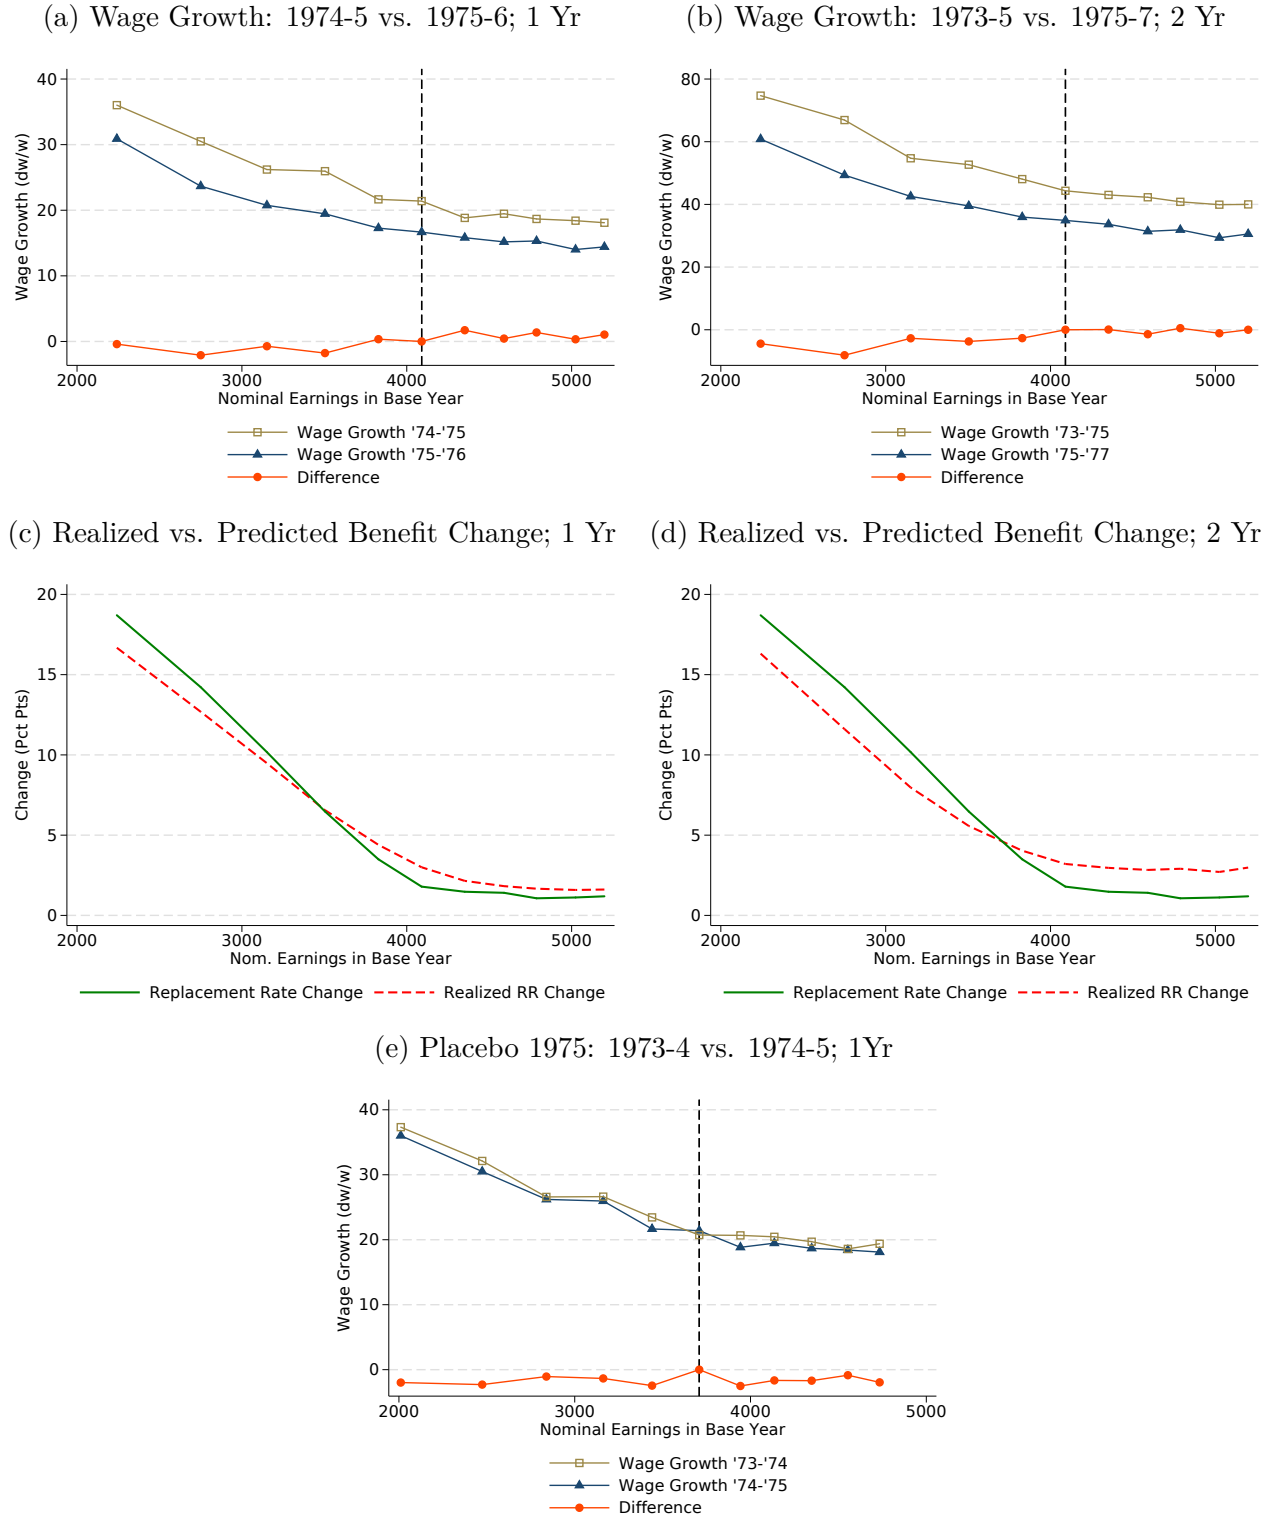 (a) Wage Growth: 1974-5 vs. 1975-6; 1 Yr
Wage Growth (dw/w)
40
30
20
10
0
2000 3000 4000 5000
Nominal Earnings in Base Year
Wage Growth '74-'75
Wage Growth '75-'76
Difference
(b) Wage Growth: 1973-5 vs. 1975-7; 2 Yr
Wage Growth (dw/w)
80
60
40
20
0
2000 3000 4000 5000
Nominal Earnings in Base Year
Wage Growth '73-'75
Wage Growth '75-'77
Difference
(c) Realized vs. Predicted Benefit Change; 1 Yr
Change (Pct Pts)
20
15
10
5
0
2000 3000 4000 5000
Nom. Earnings in Base Year
Replacement Rate Change Realized RR Change
(d) Realized vs. Predicted Benefit Change; 2 Yr
Change (Pct Pts)
20
15
10
5
0
2000 3000 4000 5000
Nom. Earnings in Base Year
Replacement Rate Change Realized RR Change
(e) Placebo 1975: 1973-4 vs. 1974-5; 1Yr
Wage Growth (dw/w)
40
30
20
10
0
2000 3000 4000 5000
Nominal Earnings in Base Year
Wage Growth '73-'74
Wage Growth '74-'75
Difference